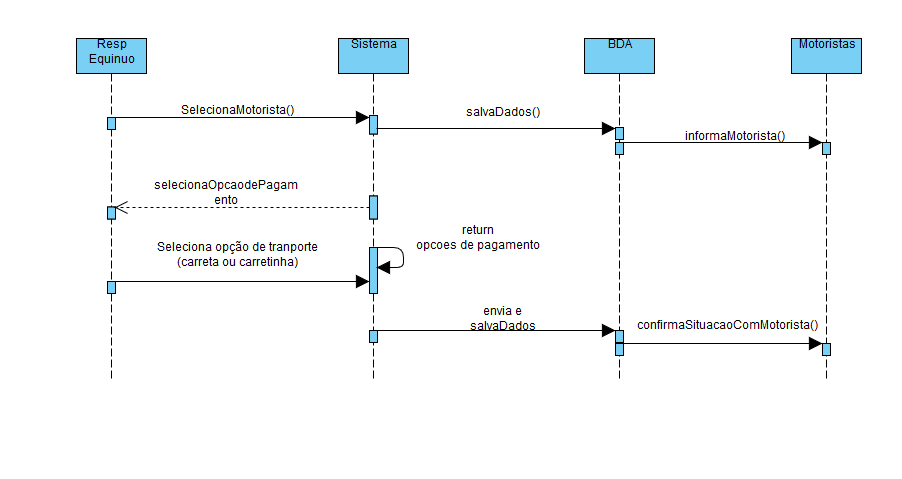 Resp
Equinuo
Sistema
BDA
Motoristas
SelecionaMotorista()
salvaDados()
informaMotorista()
selecionaOpcaodePagam
ento
return
opcoes de pagamento
Seleciona opção de tranporte
(carreta ou carretinha)
envia e
salvaDados
confirmaSituacaoComMotorista()